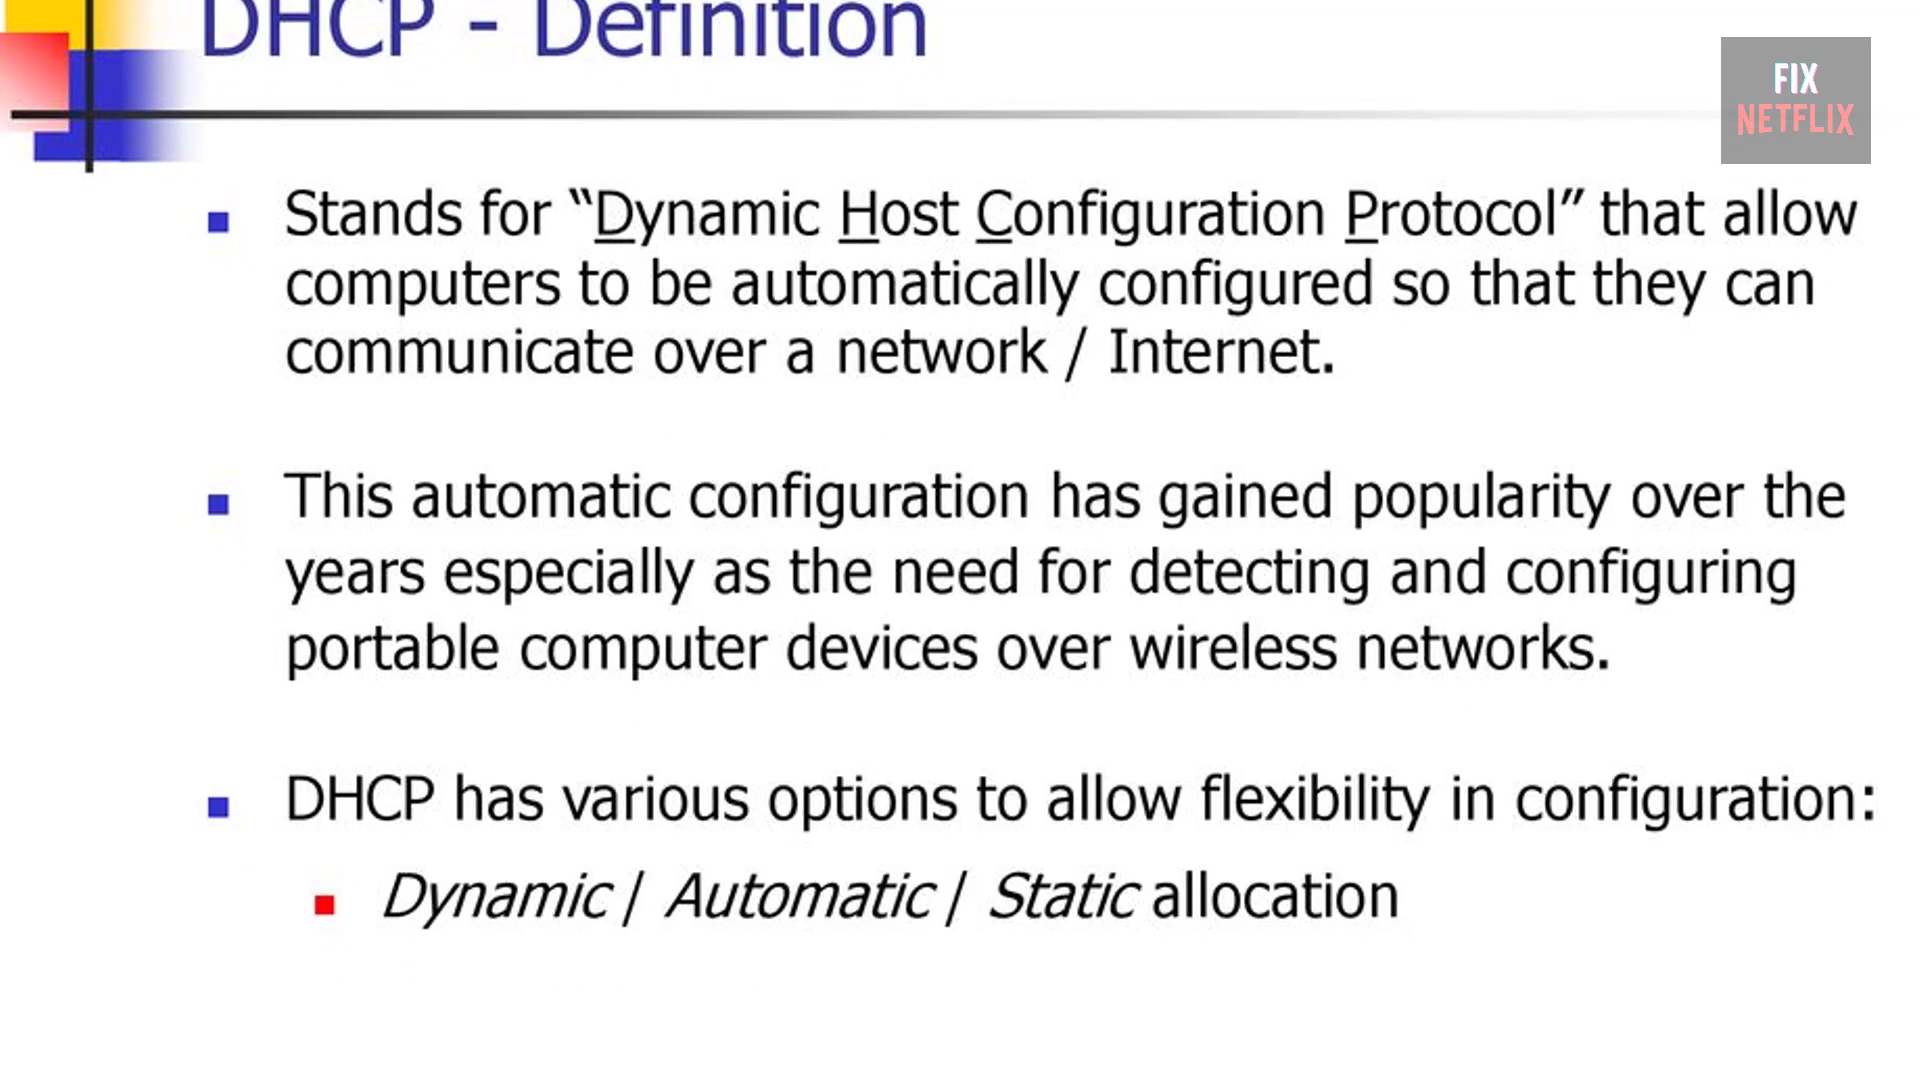 DHCP - Definition
FIX
NETFLIX
Stands for “Dynamic Host Configuration Protocol” that allow
computers to be automatically configured so that they can
communicate over a network / Internet.
This automatic configuration has gained popularity over the
years especially as the need for detecting and configuring
portable computer devices over wireless networks.
DHCP has various options to allow flexibility in configuration:
Dynamic / Automatic / Static allocation